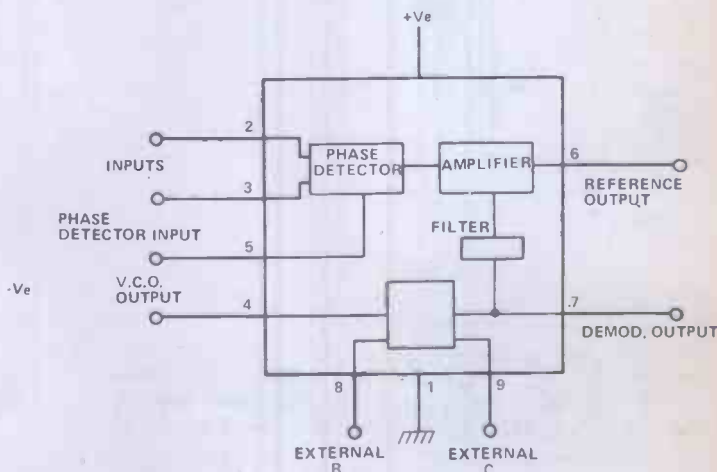 +Ve
2
INPUTS
PHASE
DETECTOR
AMPLIFIER
6
REFERENCE
OUTPUT
3
PHASE
DETECTOR INPUT
FILTER
5
-Ve
V.C.O.
OUTPUT
4
7
DEMOD. OUTPUT
8
1
9
EXTERNAL
R
EXTERNAL
C